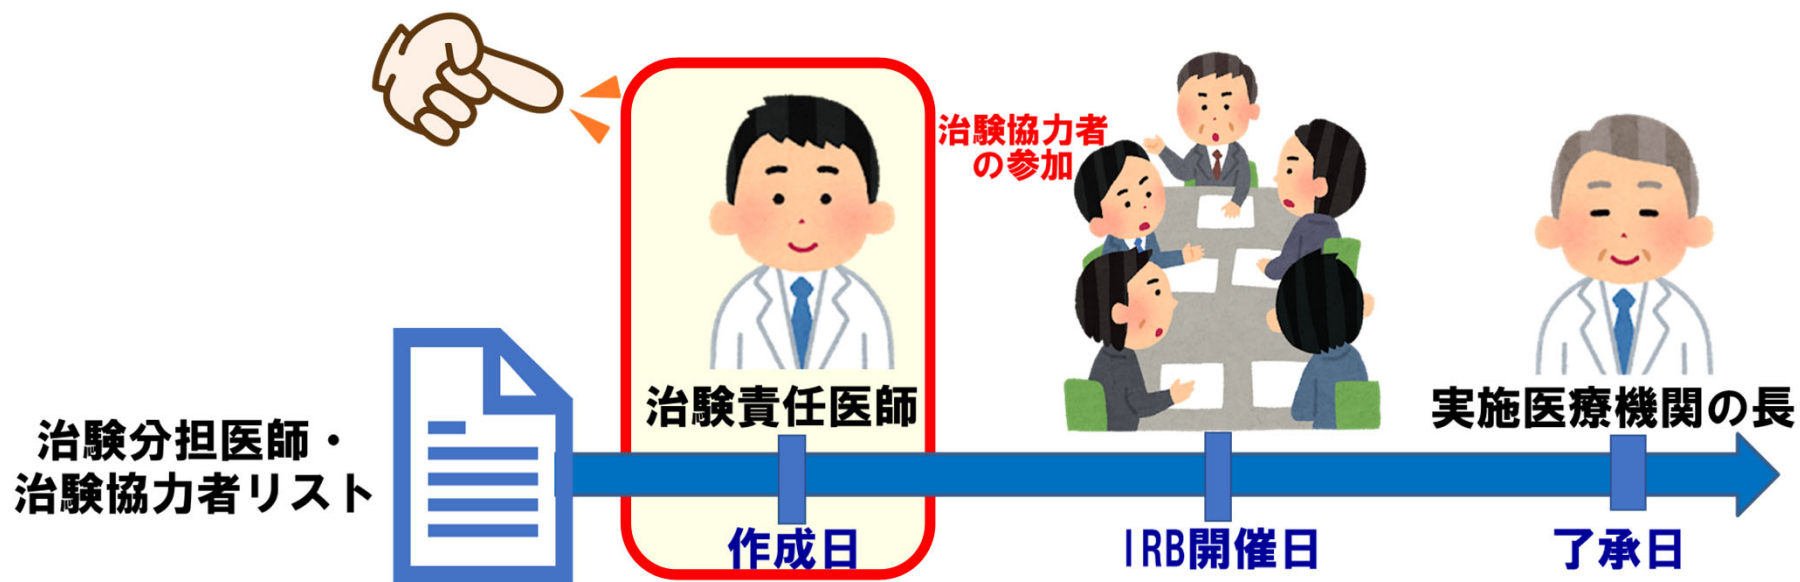 治験協力者
の参加
治験責任医師
実施医療機関の長
治験分担医師・
治験協力者リスト
作成日
IRB開催日
了承日